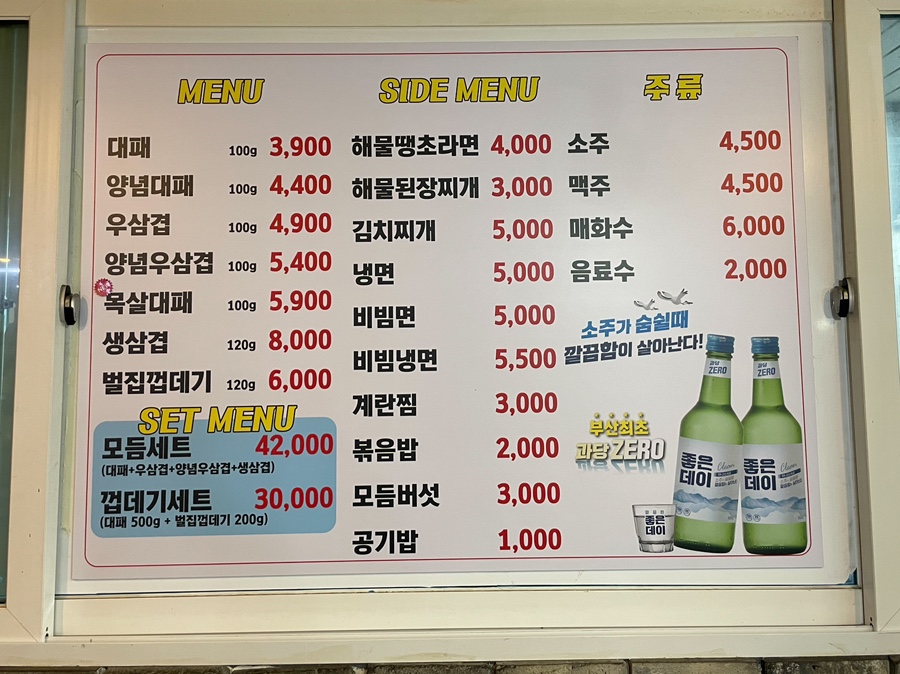 MENU
대패 100g 3,900
양념대패 100g 4,400
우삼겹 100g 4,900
양념우삼겹 100g 5,400
목살대패 100g 5,900
생삼겹 120g 8,000
벌집껍데기 120g 6,000
SET MENU
모듬세트 42,000
(대패+우삼겹+양념우삼겹+생삼겹)
껍데기세트 30,000
(대패 500g + 벌집껍데기 200g)
SIDE MENU
해물땡초라면 4,000
해물된장찌개 3,000
김치찌개 5,000
냉면 5,000
비빔면 5,000
비빔냉면 5,500
계란찜 3,000
볶음밥 2,000
모듬버섯 3,000
공기밥 1,000
주류
소주 4,500
맥주 4,500
매화수 6,000
음료수 2,000
소주가 숨쉴때
깔끔함이 살아난다!
부산최초
과당 ZERO
과당
ZERO
좋은
데이
과당
ZERO
좋은
데이
좋은
데이